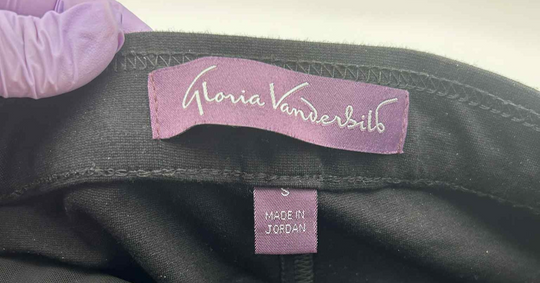 Gloria Vanderbilt
S
MADE IN
JORDAN